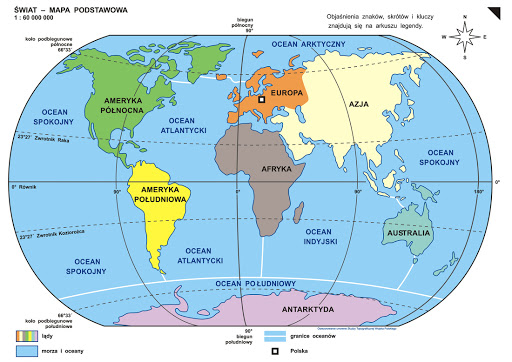 ŚWIAT – MAPA PODSTAWOWA
1 : 60 000 000
Objaśnienia znaków, skrótów i kluczy
znajdują się na arkuszu legendy.
N
W
E
S
biegun
północny
90°
koło podbiegunowe
północne
66°33'
OCEAN ARKTYCZNY
AMERYKA
PÓŁNOCNA
EUROPA
AZJA
OCEAN
SPOKOJNY
OCEAN
ATLANTYCKI
23°27' Zwrotnik Raka
OCEAN
SPOKOJNY
AFRYKA
0° Równik
90°
0°
90°
180°
AMERYKA
POŁUDNIOWA
23°27' Zwrotnik Koziorożca
OCEAN
INDYJSKI
AUSTRALIA
OCEAN
SPOKOJNY
OCEAN
ATLANTYCKI
OCEAN POŁUDNIOWY
ANTARKTYDA
66°33'
koło podbiegunowe
południowe
90°
biegun
południowy
lądy
morza i oceany
granice oceanów
Polska